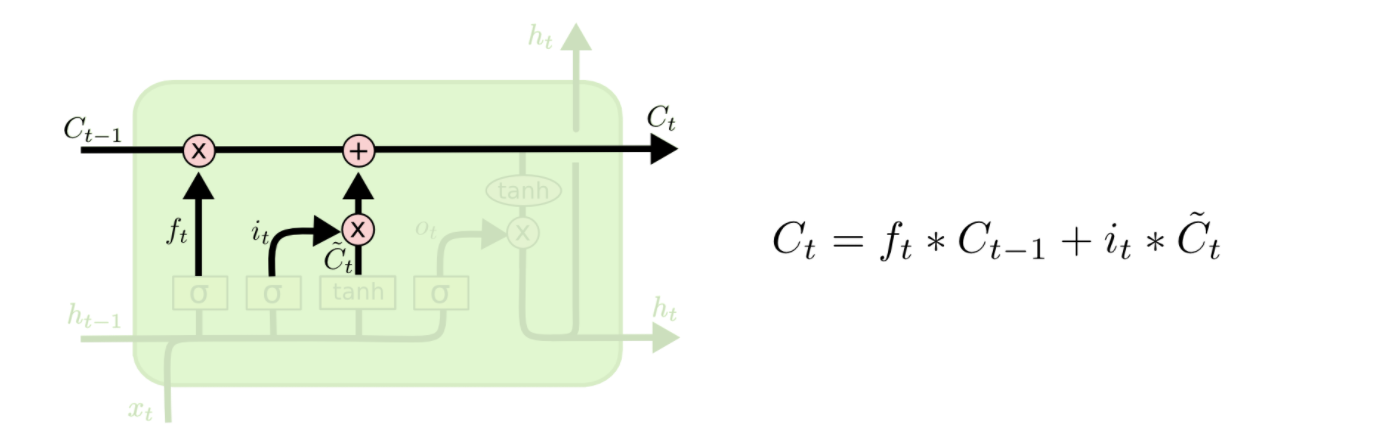 h_t
C_{t-1} C_t
x +
tanh
f_t i_t x o_t x
C̃_t
σ σ tanh σ
h_{t-1} h_t
x_t
C_t = f_t * C_{t-1} + i_t * C̃_t